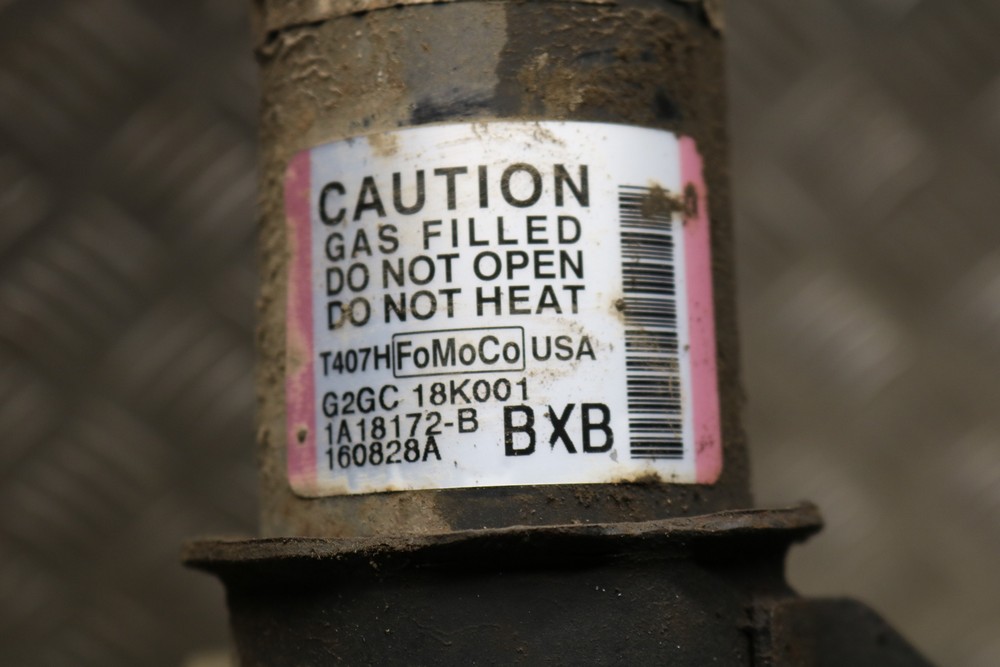 CAUTION
GAS FILLED
DO NOT OPEN
DO NOT HEAT
T407H FoMoCo USA
G2GC 18K001
1A18172-B BXB
160828A